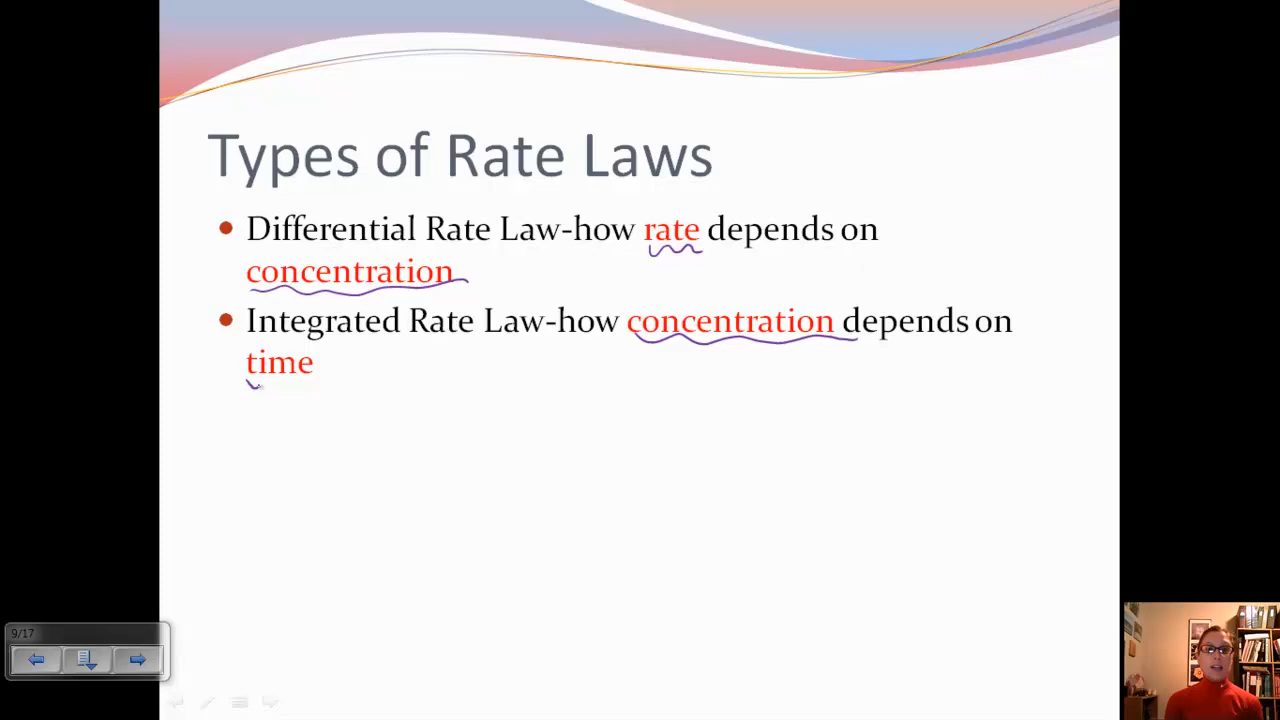 Types of Rate Laws
• Differential Rate Law-how rate depends on
concentration
• Integrated Rate Law-how concentration depends on
time
9/17